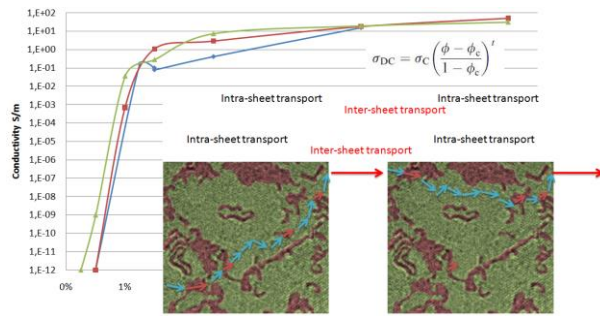 1,E+02
1,E+01
1,E+00
1,E-01
1,E-02
1,E-03
1,E-04
1,E-05
1,E-06
1,E-07
1,E-08
1,E-09
1,E-10
1,E-11
1,E-12
Conductivity S/m
0%
1%
σDC = σC((ϕ − ϕc)/(1 − ϕc))^t
Intra-sheet transport
Intra-sheet transport
Inter-sheet transport
Intra-sheet transport
Intra-sheet transport
Inter-sheet transport